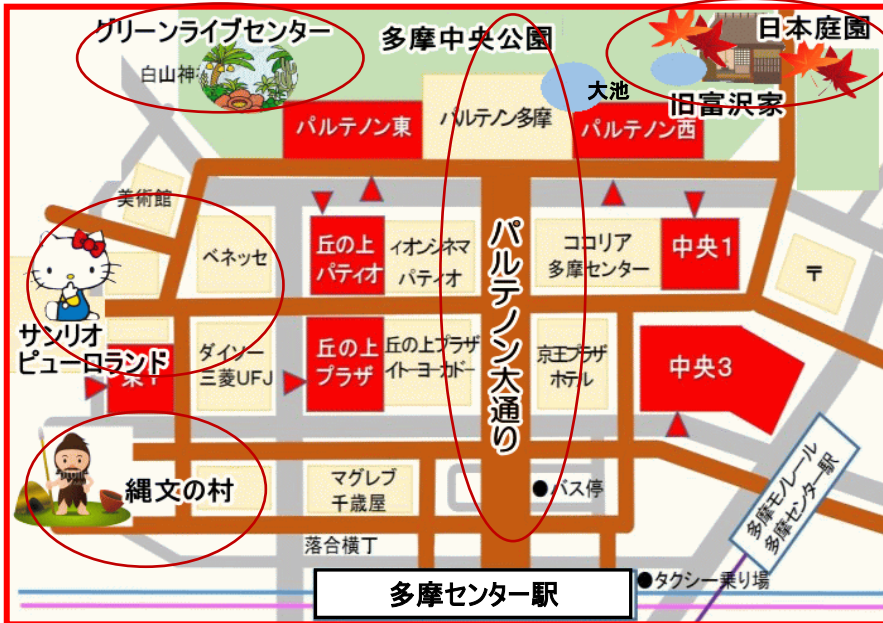 グリーンライブセンター
多摩中央公園
日本庭園
白山神
大池
旧富沢家
パルテノン東
パルテノン多摩
パルテノン西
美術館
ベネッセ
丘の上
パティオ
イオンシネマ
パティオ
パルテノン大通り
ココリア
多摩センター
中央1
〒
サンリオ
ピューロランド
ダイソー
三菱UFJ
丘の上
プラザ
丘の上プラザ
イトーヨーカドー
京王プラザ
ホテル
中央3
縄文の村
マグレブ
千歳屋
●バス停
多摩モノレール
多摩センター駅
落合横丁
多摩センター駅
●タクシー乗り場